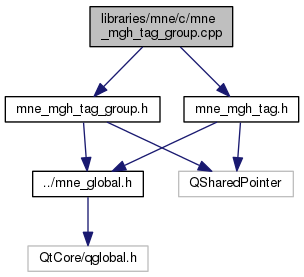 libraries/mne/c/mne
_mgh_tag_group.cpp
mne_mgh_tag_group.h
mne_mgh_tag.h
../mne_global.h
QSharedPointer
QtCore/qglobal.h